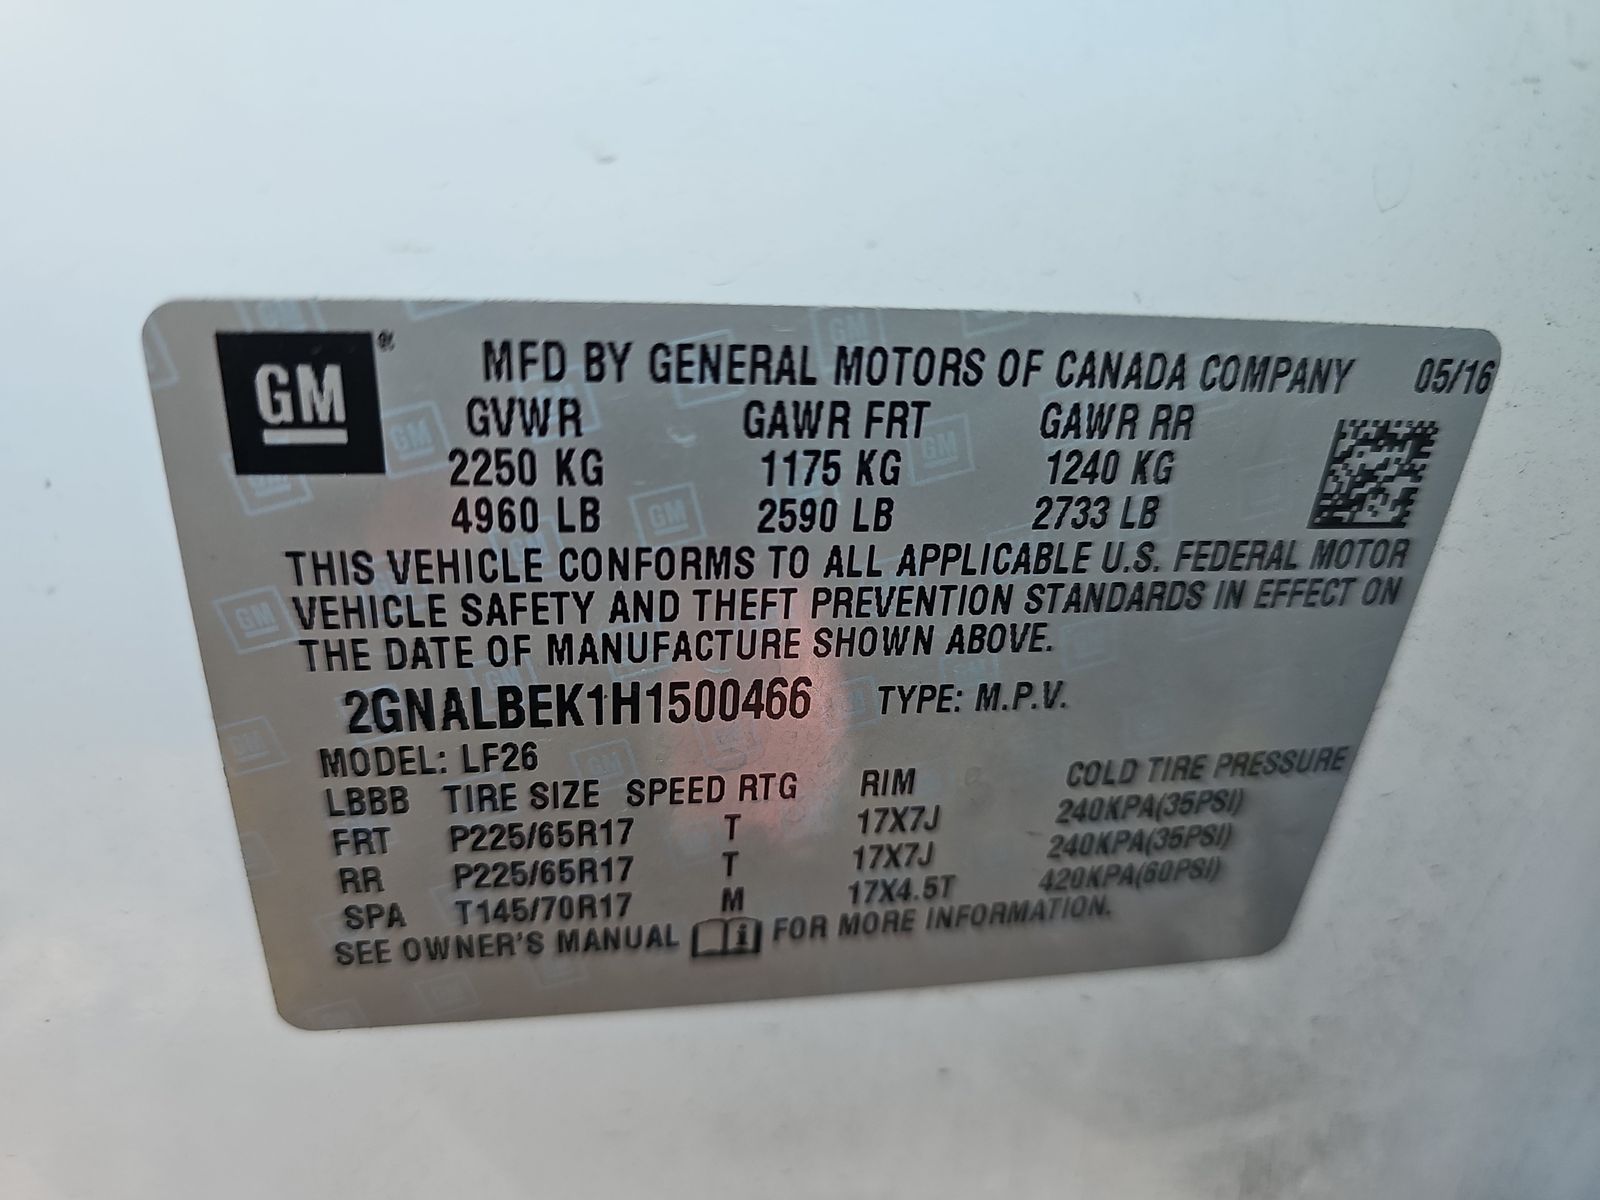 GM
MFD BY GENERAL MOTORS OF CANADA COMPANY 05/16
GVWR GAWR FRT GAWR RR
2250 KG 1175 KG 1240 KG
4960 LB 2590 LB 2733 LB
THIS VEHICLE CONFORMS TO ALL APPLICABLE U.S. FEDERAL MOTOR
VEHICLE SAFETY AND THEFT PREVENTION STANDARDS IN EFFECT ON
THE DATE OF MANUFACTURE SHOWN ABOVE.
2GNALBEK1H1500466 TYPE: M.P.V.
MODEL: LF26
LBBB TIRE SIZE SPEED RTG RIM COLD TIRE PRESSURE
FRT P225/65R17 T 17X7J 240KPA(35PSI)
RR P225/65R17 T 17X7J 240KPA(35PSI)
SPA T145/70R17 M 17X4.5T 420KPA(60PSI)
SEE OWNER'S MANUAL FOR MORE INFORMATION.